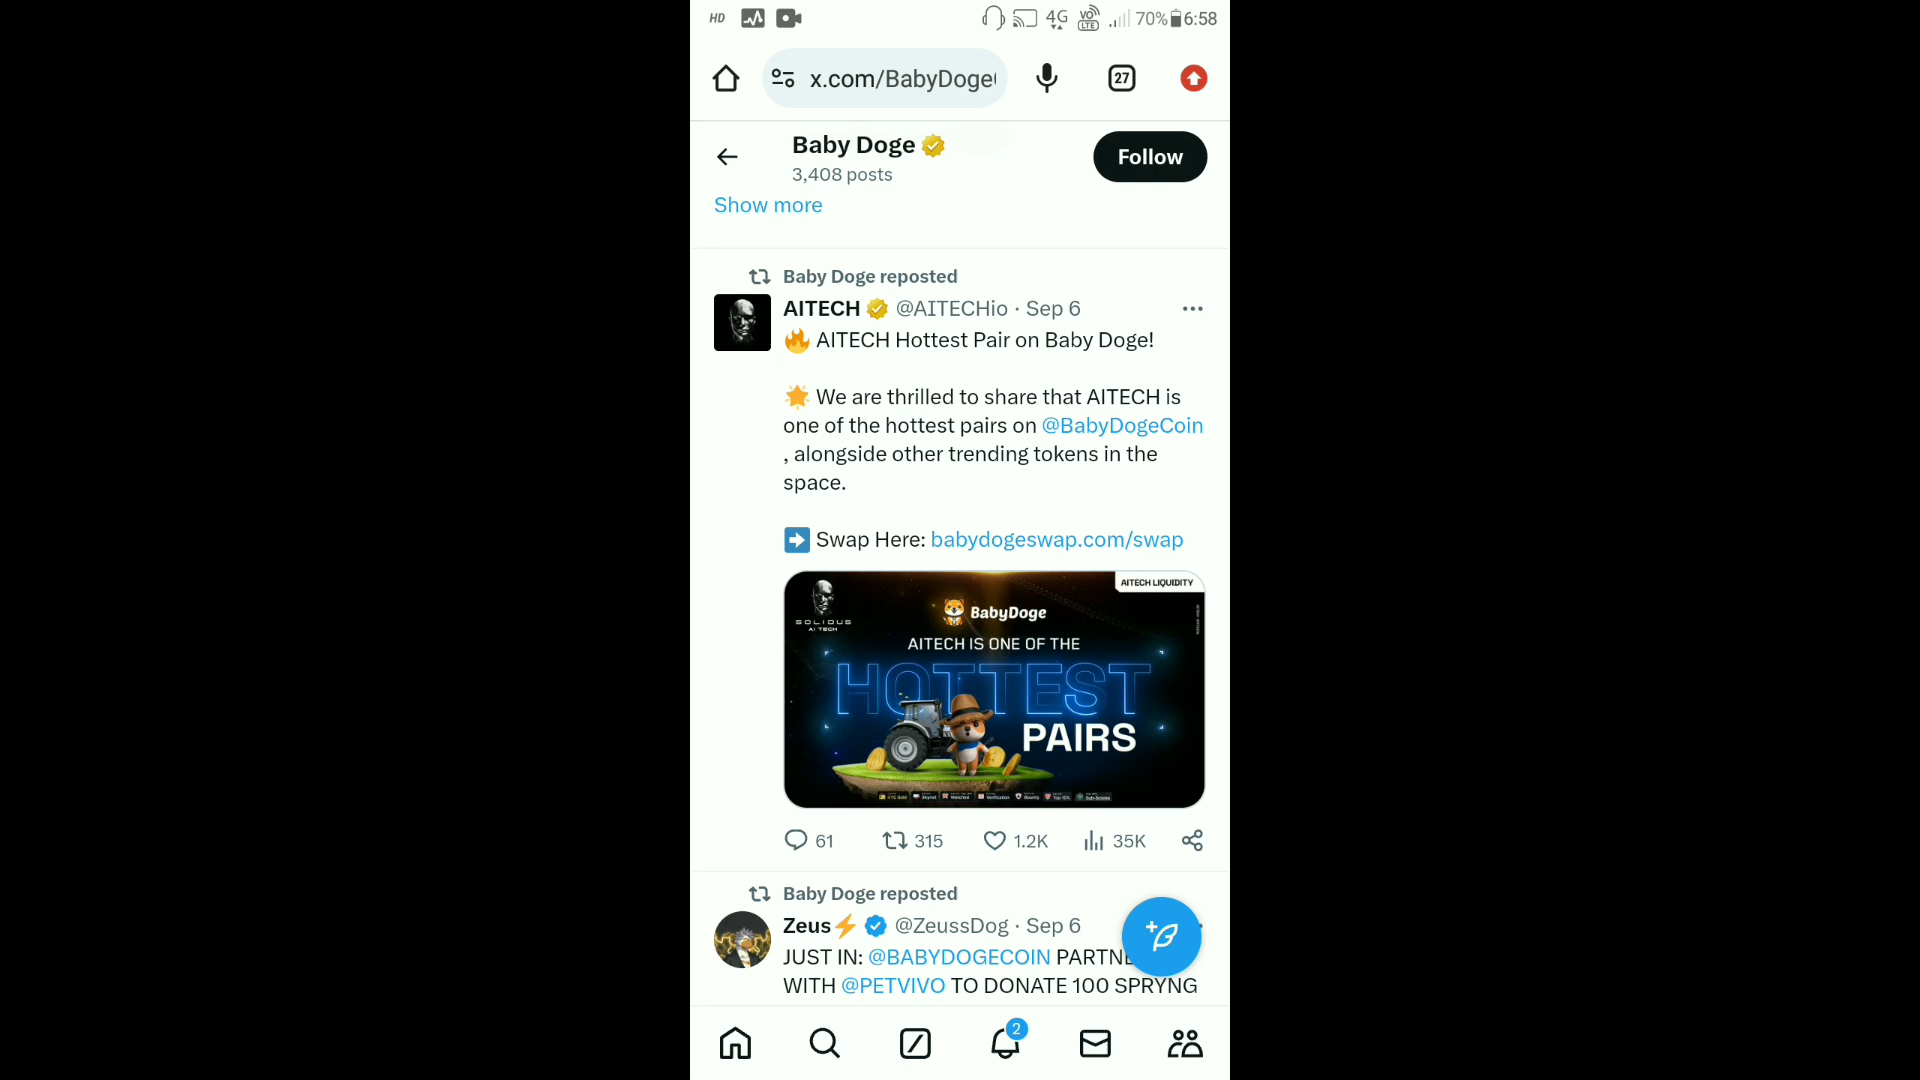 HD
4G
VO
LTE
70%
6:58
x.com/BabyDoge
27
Baby Doge
3,408 posts
Follow
Show more
Baby Doge reposted
AITECH @AITECHio · Sep 6
🔥 AITECH Hottest Pair on Baby Doge!
🌟 We are thrilled to share that AITECH is
one of the hottest pairs on @BabyDogeCoin
, alongside other trending tokens in the
space.
➡️ Swap Here: babydogeswap.com/swap
AITECH LIQUIDITY
SOLIDUS
AI TECH
BabyDoge
AITECH IS ONE OF THE
HOTTEST
PAIRS
61
315
1.2K
35K
Baby Doge reposted
Zeus⚡ @ZeussDog · Sep 6
JUST IN: @BABYDOGECOIN PARTNE
WITH @PETVIVO TO DONATE 100 SPRYNG
2